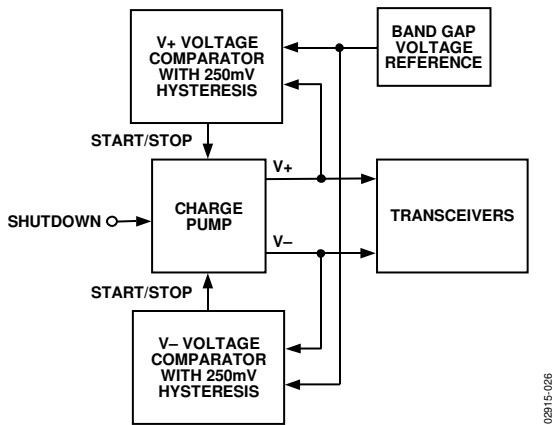 V+ VOLTAGE
COMPARATOR
WITH 250mV
HYSTERESIS
BAND GAP
VOLTAGE
REFERENCE
START/STOP
V+
SHUTDOWN
CHARGE
PUMP
TRANSCEIVERS
V–
START/STOP
V– VOLTAGE
COMPARATOR
WITH 250mV
HYSTERESIS
02915-026